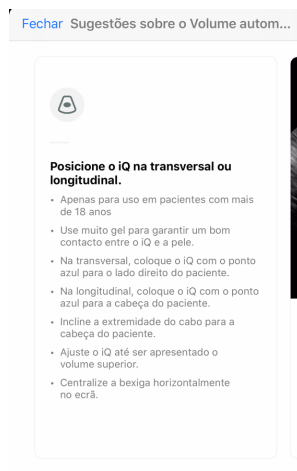 Fechar Sugestões sobre o Volume autom...
Posicione o iQ na transversal ou
longitudinal.
• Apenas para uso em pacientes com mais
de 18 anos
• Use muito gel para garantir um bom
contacto entre o iQ e a pele.
• Na transversal, coloque o iQ com o ponto
azul para o lado direito do paciente.
• Na longitudinal, coloque o iQ com o ponto
azul para a cabeça do paciente.
• Incline a extremidade do cabo para a
cabeça do paciente.
• Ajuste o iQ até ser apresentado o
volume superior.
• Centralize a bexiga horizontalmente
no ecrã.